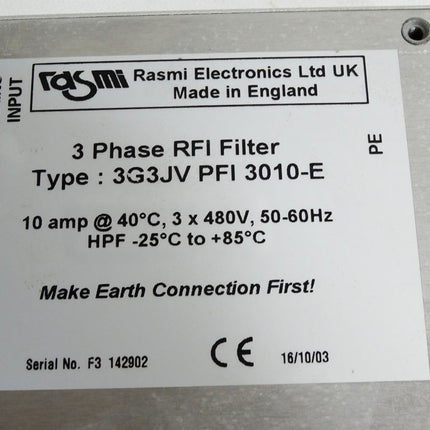 INPUT
rasmi Rasmi Electronics Ltd UK
Made in England
3 Phase RFI Filter
Type : 3G3JV PFI 3010-E
PE
10 amp @ 40°C, 3 x 480V, 50-60Hz
HPF -25°C to +85°C
Make Earth Connection First!
Serial No. F3 142902 CE 16/10/03